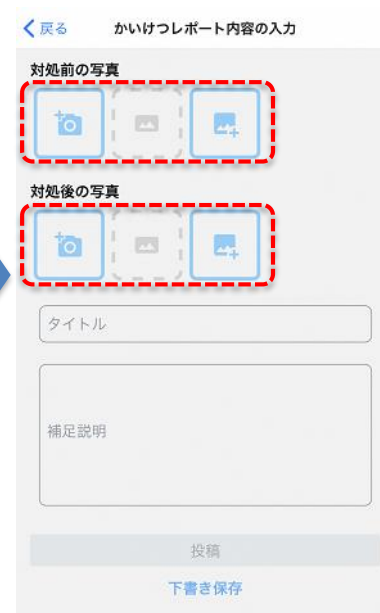 戻る かいけつレポート内容の入力
対処前の写真
対処後の写真
タイトル
補足説明
投稿
下書き保存